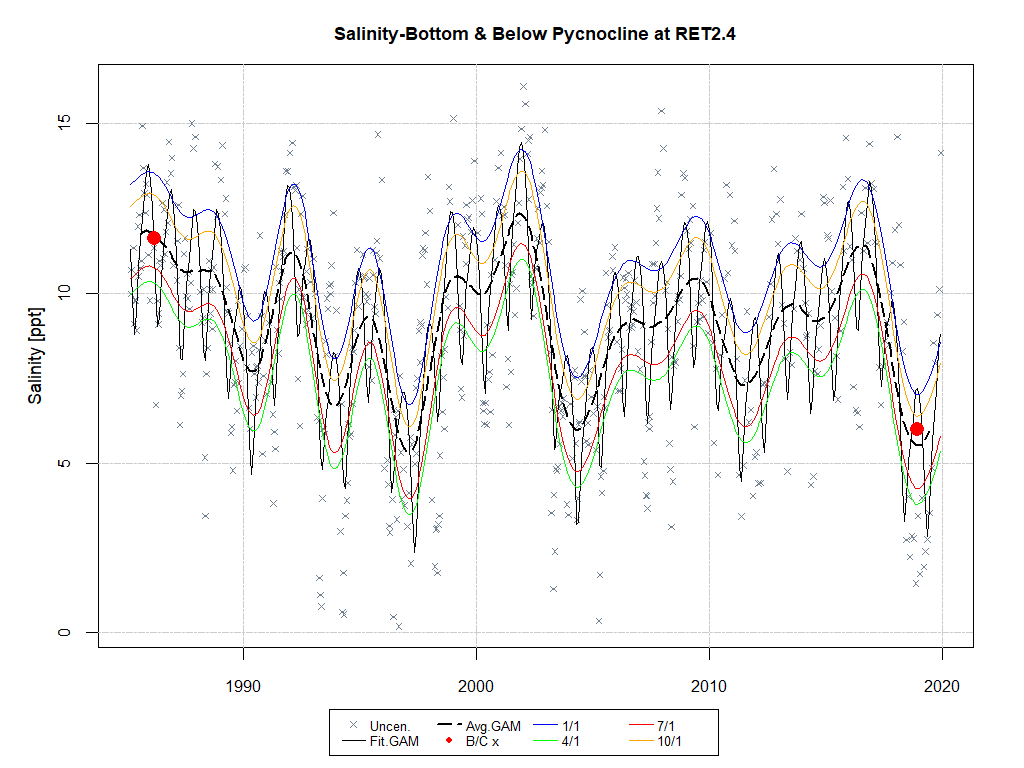 Salinity-Bottom & Below Pycnocline at RET2.4
Salinity [ppt]
15
10
5
0
1990 2000 2010 2020
Uncen. Avg.GAM 1/1 7/1
Fit.GAM B/C x 4/1 10/1